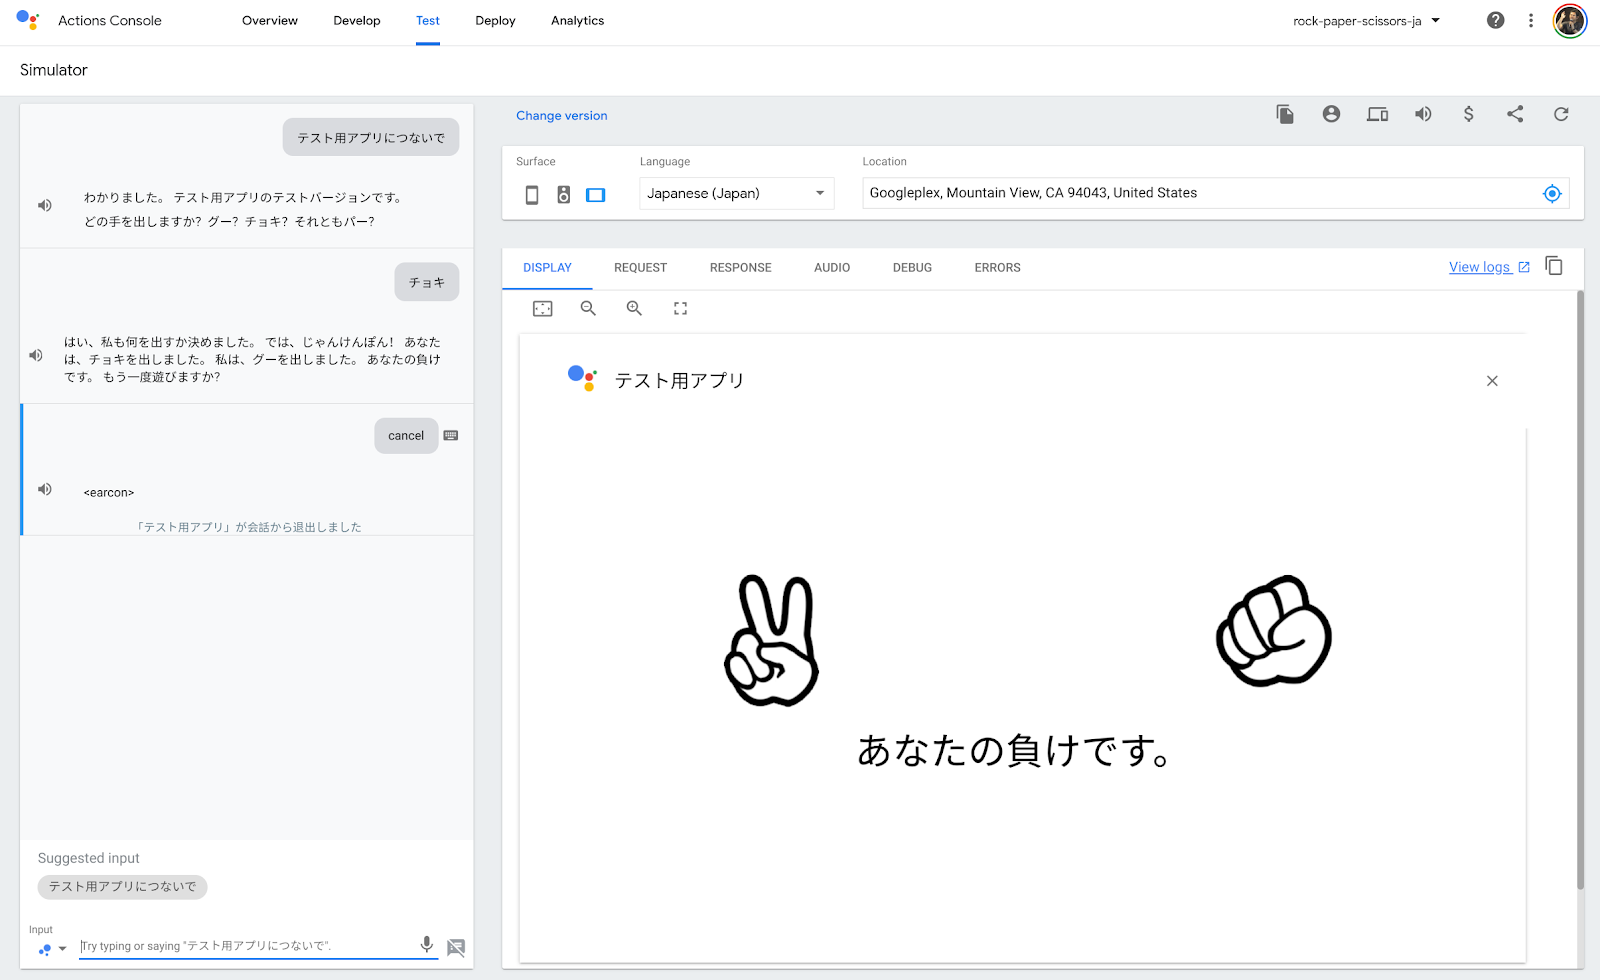 Actions Console
Overview
Develop
Test
Deploy
Analytics
rock-paper-scissors-ja
Simulator
テスト用アプリにつないで
わかりました。 テスト用アプリのテストバージョンです。
どの手を出しますか? グー? チョキ? それともパー?
チョキ
はい、私も何を出すか決めました。 では、じゃんけんぽん! あなた
は、チョキを出しました。 私は、グーを出しました。 あなたの負け
です。 もう一度遊びますか?
cancel
<earcon>
「テスト用アプリ」が会話から退出しました
Suggested input
テスト用アプリにつないで
Input
Try typing or saying "テスト用アプリにつないで".
Change version
Surface
Language
Location
Japanese (Japan)
Googleplex, Mountain View, CA 94043, United States
DISPLAY
REQUEST
RESPONSE
AUDIO
DEBUG
ERRORS
View logs
テスト用アプリ
あなたの負けです。